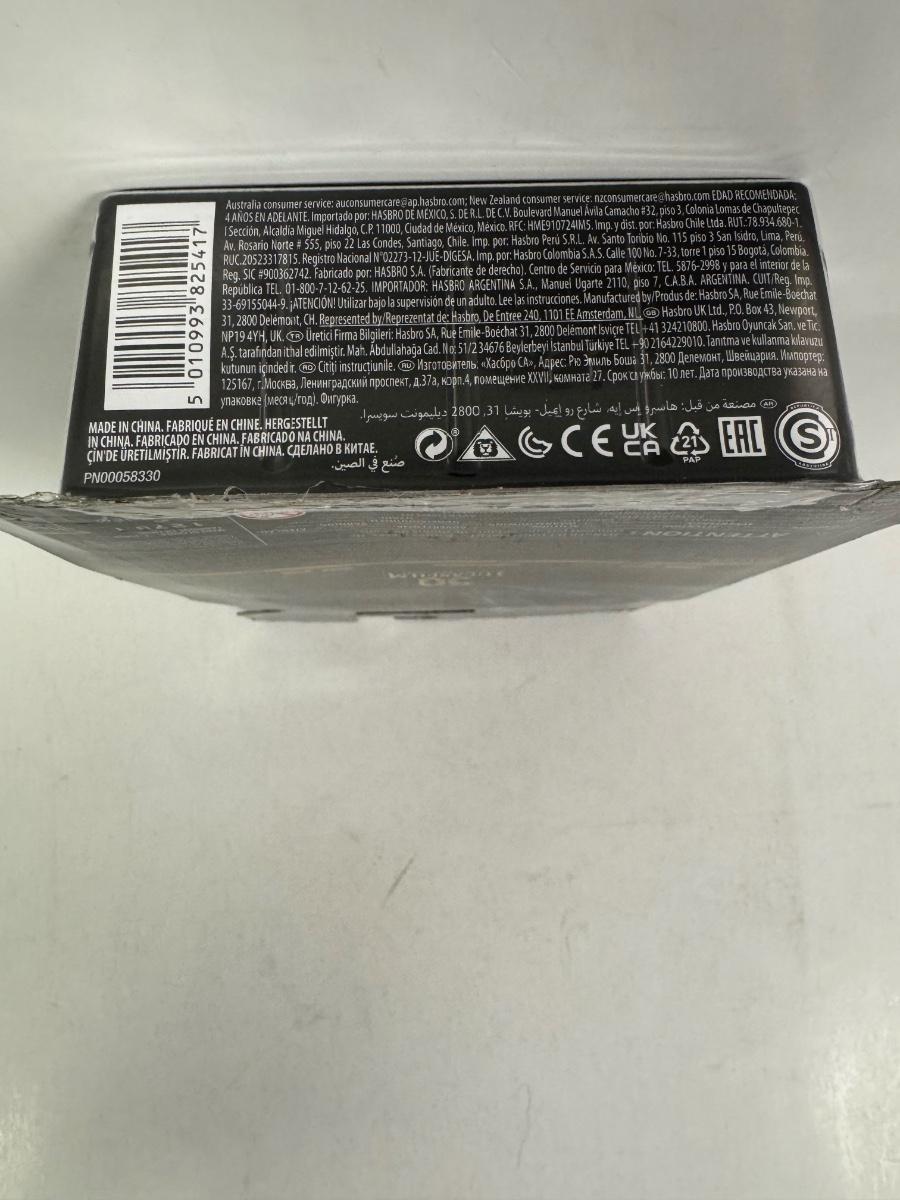 Australia consumer service: auconsumercare@ap.hasbro.com; New Zealand consumer service: nzconsumercare@hasbro.com EDAD RECOMENDADA:
4 AÑOS EN ADELANTE. Importado por: HASBRO DE MÉXICO, S. DE R.L. DE C.V. Boulevard Manuel Ávila Camacho #32, piso 3, Colonia Lomas de Chapultepec
I Sección, Alcaldía Miguel Hidalgo, C.P. 11000, Ciudad de México, México. RFC: HME910724IM5. Imp. y dist. por: Hasbro Chile Ltda. RUT.:78.934.680-1.
Av. Rosario Norte # 555, piso 22 Las Condes, Santiago, Chile. Imp. por: Hasbro Perú S.R.L. Av. Santo Toribio No. 115 piso 3 San Isidro, Lima, Perú.
RUC.20523317815. Registro Nacional N°02273-12-JUE-DIGESA, Imp. por: Hasbro Colombia S.A.S. Calle 100 No. 7-33, torre 1 piso 15 Bogotá, Colombia.
Reg. SIC #900362742. Fabricado por: HASBRO S.A. (Fabricante de derecho). Centro de Servicio para México: TEL. 5876-2998 y para el interior de la
República TEL. 01-800-7-12-62-25. IMPORTADOR: HASBRO ARGENTINA S.A., Manuel Ugarte 2110, piso 7, C.A.B.A. ARGENTINA. CUIT/Reg. Imp.
33-69155044-9. ¡ATENCIÓN! Utilizar bajo la supervisión de un adulto. Lee las instrucciones. Manufactured by/Produs de: Hasbro SA, Rue Emile-Boéchat
31, 2800 Delémont, CH. Represented by/Reprezentat de: Hasbro, De Entree 240, 1101 EE Amsterdam, NL. GB Hasbro UK Ltd., P.O. Box 43, Newport,
NP19 4YH, UK. TR Üretici Firma Bilgileri: Hasbro SA, Rue Emile-Boéchat 31, 2800 Delémont İsviçre TEL +41 324210800. Hasbro Oyuncak San. ve Tic.
A.Ş. tarafından ithal edilmiştir. Mah. Abdullahağa Cad. No: 51/2 34676 Beylerbeyi İstanbul Türkiye TEL +90 2164229010. Tanıtma ve kullanma kılavuzu
kutunun içindedir. RO Citiți instrucțiunile. RU Изготовитель: «Хасбро СА», Адрес: Рю Эмиль Боша 31, 2800 Делемонт, Швейцария. Импортер:
125167, г.Москва, Ленинградский проспект, д.37а, корп.4, помещение XXVII, комната 27. Срок службы: 10 лет. Дата производства указана на
упаковке (месяц/год). Фигурка.
AR مصنعة من قبل: هاسبرو إس إيه، شارع رو إيميل- بويشا 31, 2800 ديليمونت سويسرا.
5 010993 825417
MADE IN CHINA. FABRIQUÉ EN CHINE. HERGESTELLT
IN CHINA. FABRICADO EN CHINA. FABRICADO NA CHINA.
ÇİN'DE ÜRETİLMİŞTİR. FABRICAT ÎN CHINA. СДЕЛАНО В КИТАЕ.
صُنع في الصين.
PN00058330
CE
UK
CA
21
PAP
EAC
S
ATTENTION
LUCASFILM